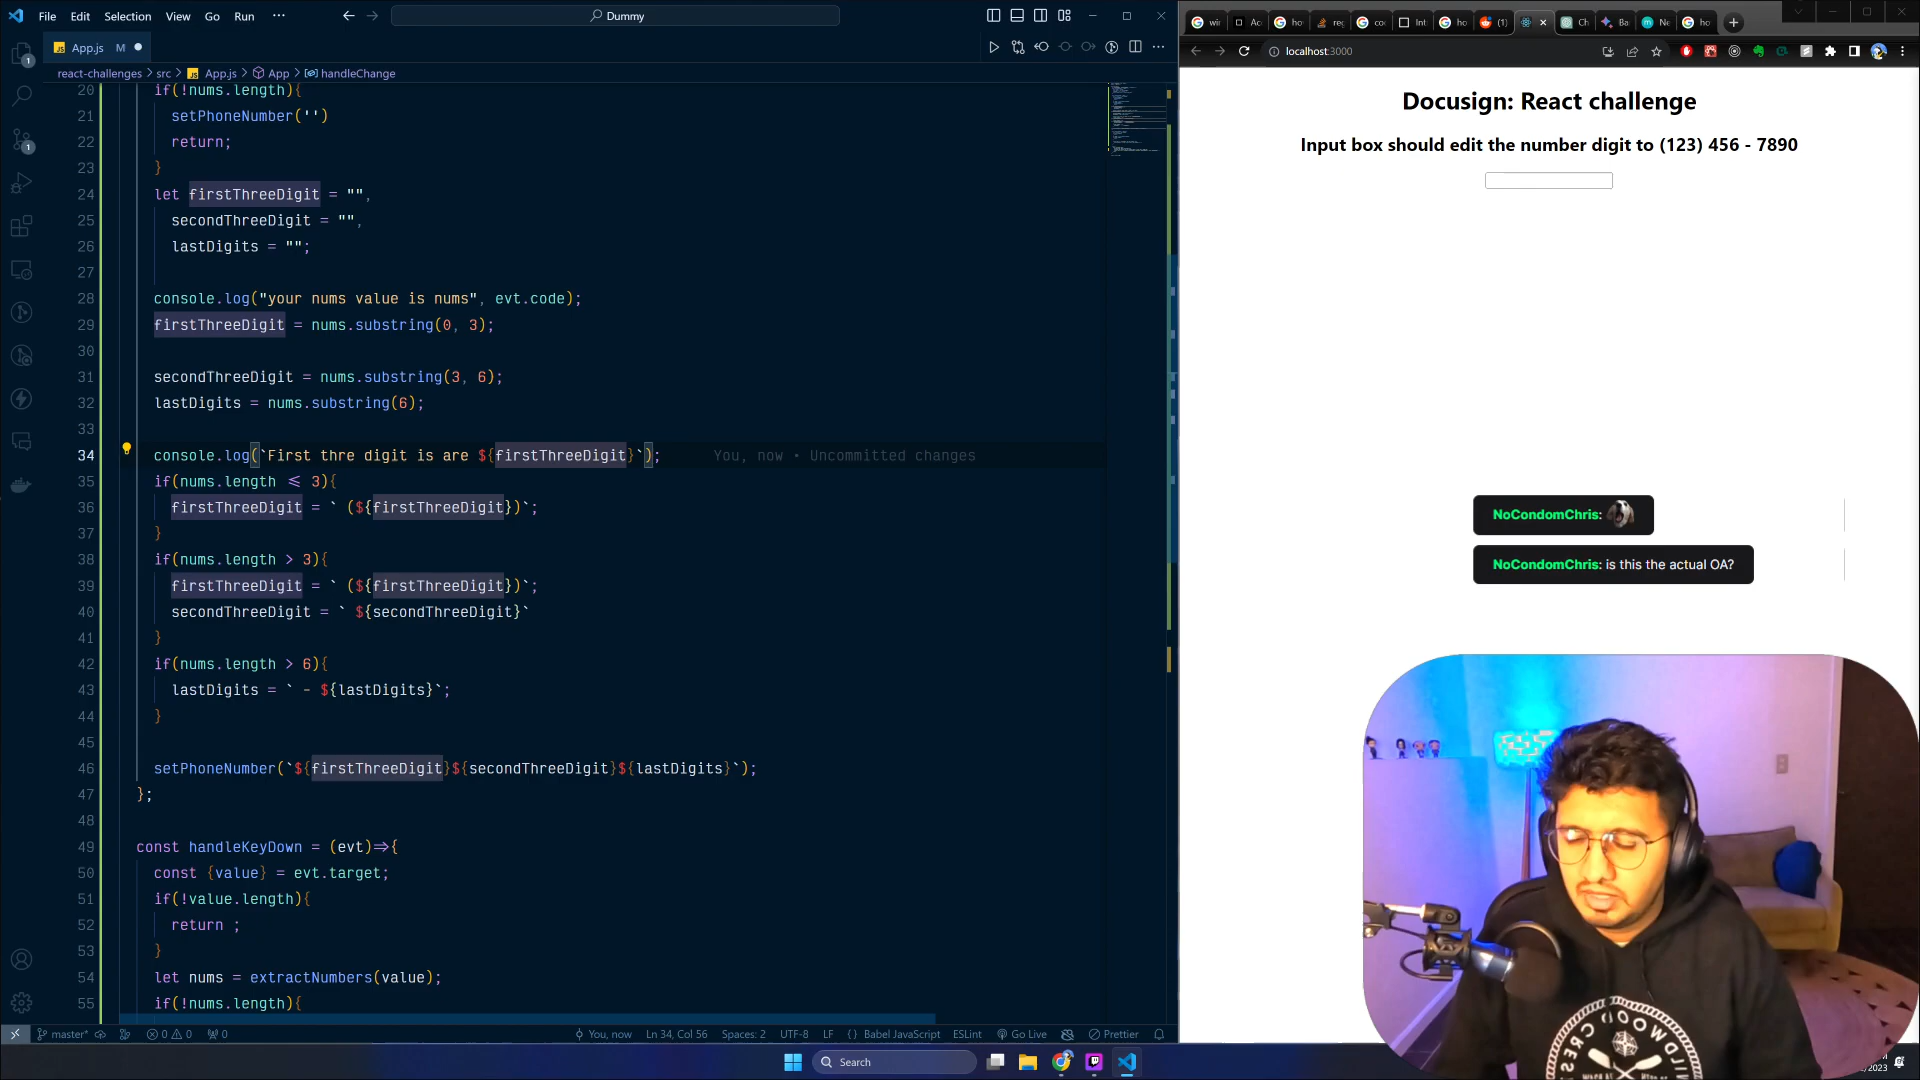 File Edit Selection View Go Run ···
Dummy
App.js M
react-challenges > src > App.js > App > handleChange
20 if(!nums.length){
21 setPhoneNumber('')
22 return;
23 }
24 let firstThreeDigit = "",
25 secondThreeDigit = "",
26 lastDigits = "";
27
28 console.log("your nums value is nums", evt.code);
29 firstThreeDigit = nums.substring(0, 3);
30
31 secondThreeDigit = nums.substring(3, 6);
32 lastDigits = nums.substring(6);
33
34 console.log(`First thre digit is are ${firstThreeDigit}`); You, now • Uncommitted changes
35 if(nums.length ≤ 3){
36 firstThreeDigit = ` (${firstThreeDigit})`;
37 }
38 if(nums.length > 3){
39 firstThreeDigit = ` (${firstThreeDigit})`;
40 secondThreeDigit = ` ${secondThreeDigit}`
41 }
42 if(nums.length > 6){
43 lastDigits = ` - ${lastDigits}`;
44 }
45
46 setPhoneNumber(`${firstThreeDigit}${secondThreeDigit}${lastDigits}`);
47 };
48
49 const handleKeyDown = (evt)⇒{
50 const {value} = evt.target;
51 if(!value.length){
52 return ;
53 }
54 let nums = extractNumbers(value);
55 if(!nums.length){
master* 0 0 0 You, now Ln 34, Col 56 Spaces: 2 UTF-8 LF {} Babel JavaScript ESLint Go Live Prettier
Search
localhost:3000
Docusign: React challenge
Input box should edit the number digit to (123) 456 - 7890
NoCondomChris:
NoCondomChris: is this the actual OA?
WILDWOOD CREST